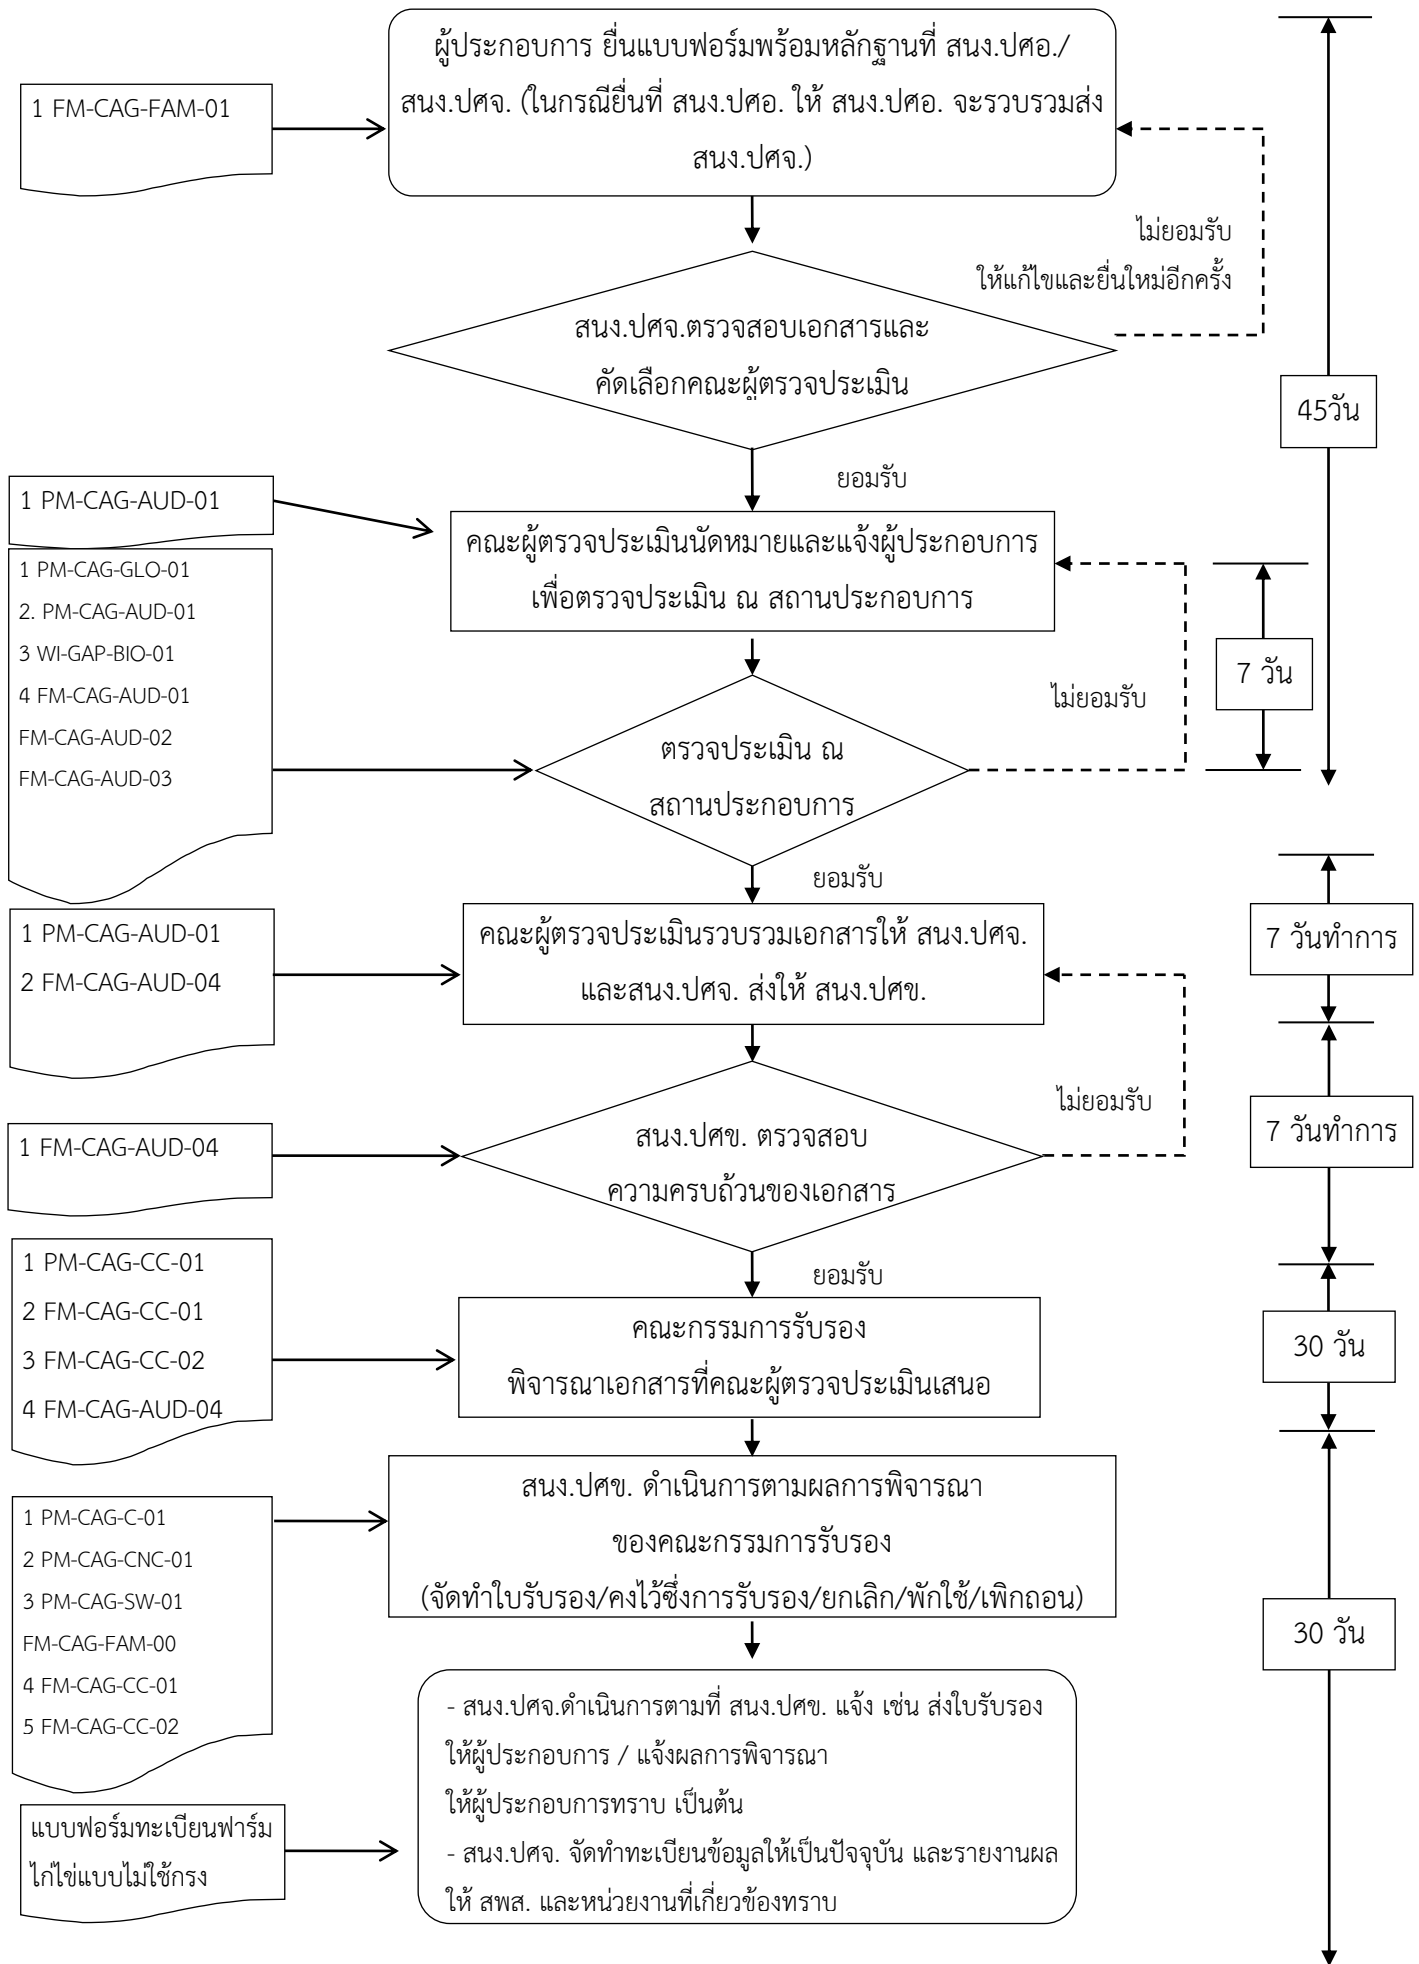 ผู้ประกอบการ ยื่นแบบฟอร์มพร้อมหลักฐานที่ สนง.ปศอ./
สนง.ปศจ. (ในกรณียื่นที่ สนง.ปศอ. ให้ สนง.ปศอ. จะรวบรวมส่ง
สนง.ปศจ.)
1 FM-CAG-FAM-01
ไม่ยอมรับ
ให้แก้ไขและยื่นใหม่อีกครั้ง
สนง.ปศจ.ตรวจสอบเอกสารและ
คัดเลือกคณะผู้ตรวจประเมิน
45วัน
ยอมรับ
1 PM-CAG-AUD-01
คณะผู้ตรวจประเมินนัดหมายและแจ้งผู้ประกอบการ
เพื่อตรวจประเมิน ณ สถานประกอบการ
1 PM-CAG-GLO-01
2. PM-CAG-AUD-01
3 WI-GAP-BIO-01
4 FM-CAG-AUD-01
FM-CAG-AUD-02
FM-CAG-AUD-03
7 วัน
ไม่ยอมรับ
ตรวจประเมิน ณ
สถานประกอบการ
ยอมรับ
1 PM-CAG-AUD-01
2 FM-CAG-AUD-04
คณะผู้ตรวจประเมินรวบรวมเอกสารให้ สนง.ปศจ.
และสนง.ปศจ. ส่งให้ สนง.ปศข.
7 วันทำการ
ไม่ยอมรับ
1 FM-CAG-AUD-04
สนง.ปศข. ตรวจสอบ
ความครบถ้วนของเอกสาร
7 วันทำการ
ยอมรับ
1 PM-CAG-CC-01
2 FM-CAG-CC-01
3 FM-CAG-CC-02
4 FM-CAG-AUD-04
คณะกรรมการรับรอง
พิจารณาเอกสารที่คณะผู้ตรวจประเมินเสนอ
30 วัน
สนง.ปศข. ดำเนินการตามผลการพิจารณา
ของคณะกรรมการรับรอง
(จัดทำใบรับรอง/คงไว้ซึ่งการรับรอง/ยกเลิก/พักใช้/เพิกถอน)
1 PM-CAG-C-01
2 PM-CAG-CNC-01
3 PM-CAG-SW-01
FM-CAG-FAM-00
4 FM-CAG-CC-01
5 FM-CAG-CC-02
30 วัน
- สนง.ปศจ.ดำเนินการตามที่ สนง.ปศข. แจ้ง เช่น ส่งใบรับรอง
ให้ผู้ประกอบการ / แจ้งผลการพิจารณา
ให้ผู้ประกอบการทราบ เป็นต้น
- สนง.ปศจ. จัดทำทะเบียนข้อมูลให้เป็นปัจจุบัน และรายงานผล
ให้ สพส. และหน่วยงานที่เกี่ยวข้องทราบ
แบบฟอร์มทะเบียนฟาร์ม
ไก่ไข่แบบไม่ใช้กรง